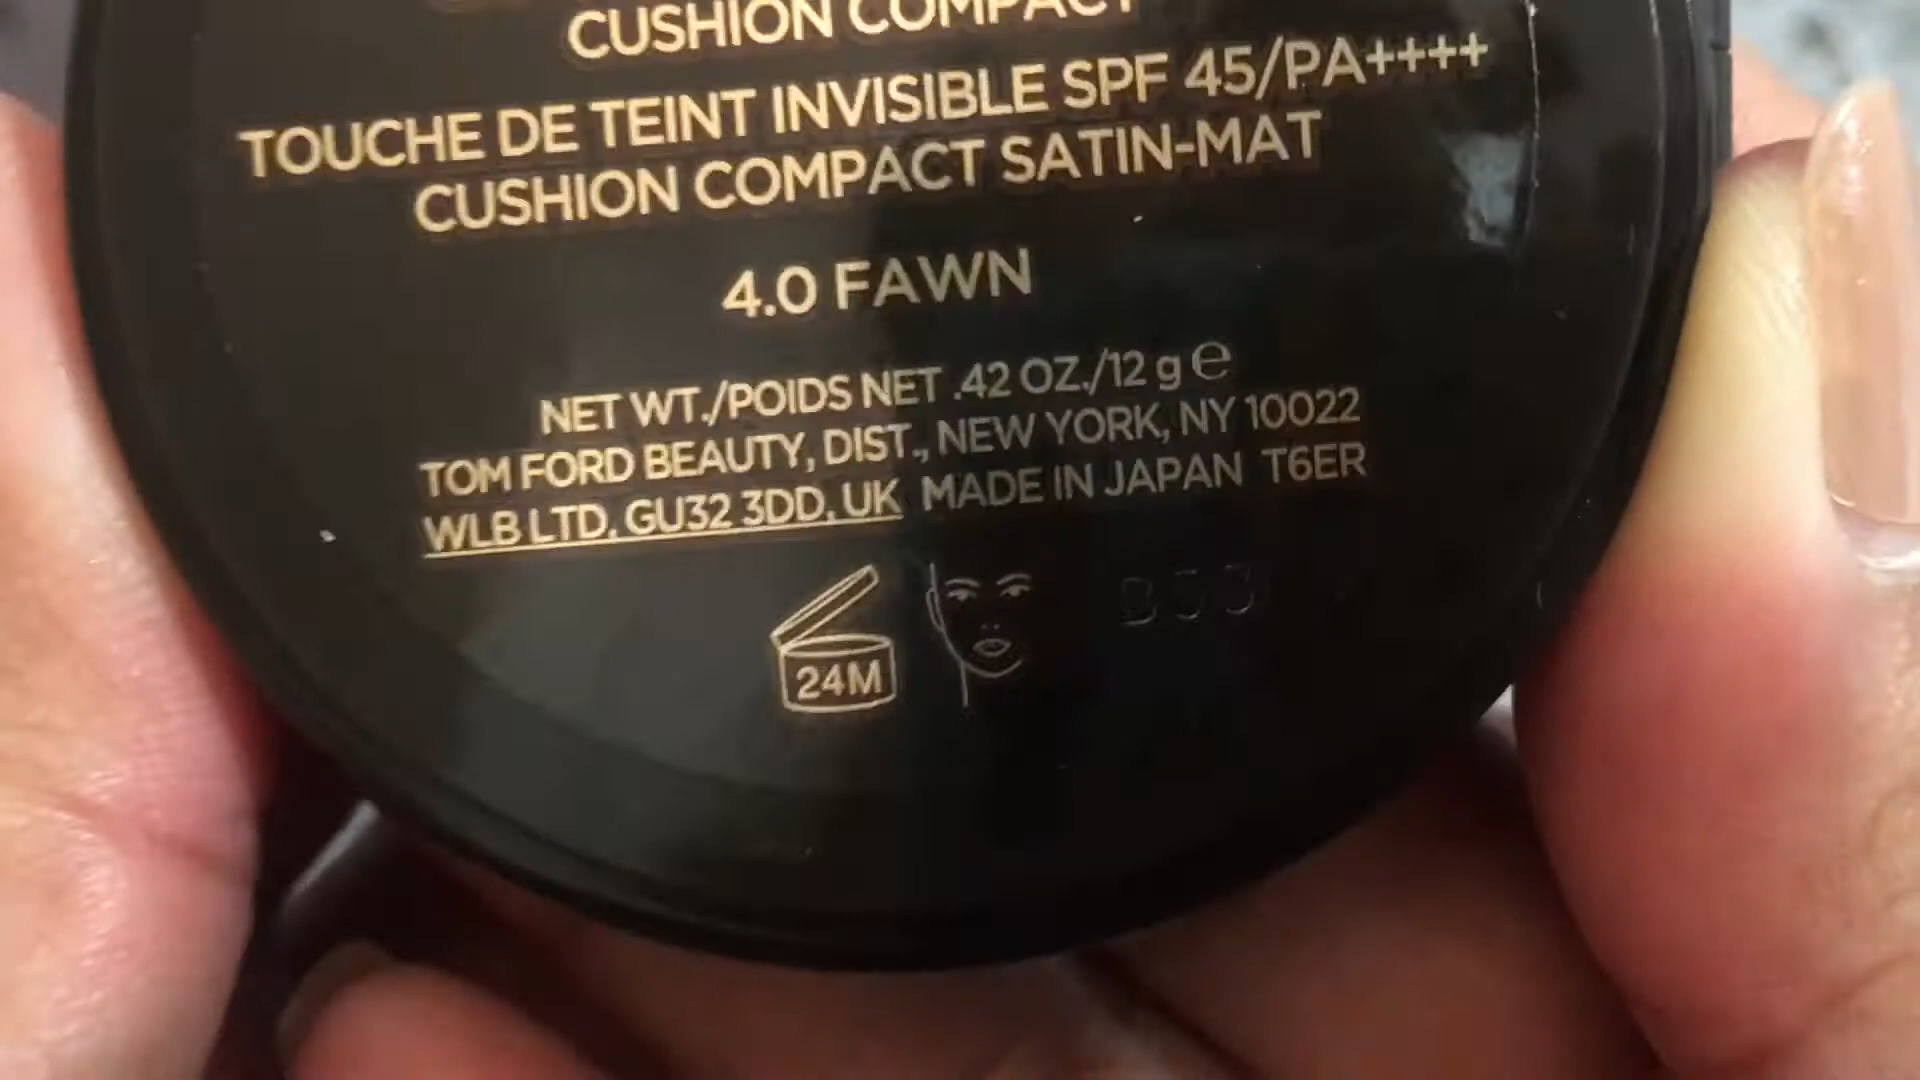 CUSHION COMPACT
TOUCHE DE TEINT INVISIBLE SPF 45/PA++++
CUSHION COMPACT SATIN-MAT
4.0 FAWN
NET WT./POIDS NET .42 OZ./12 g ℮
TOM FORD BEAUTY, DIST., NEW YORK, NY 10022
WLB LTD, GU32 3DD, UK MADE IN JAPAN T6ER
24M